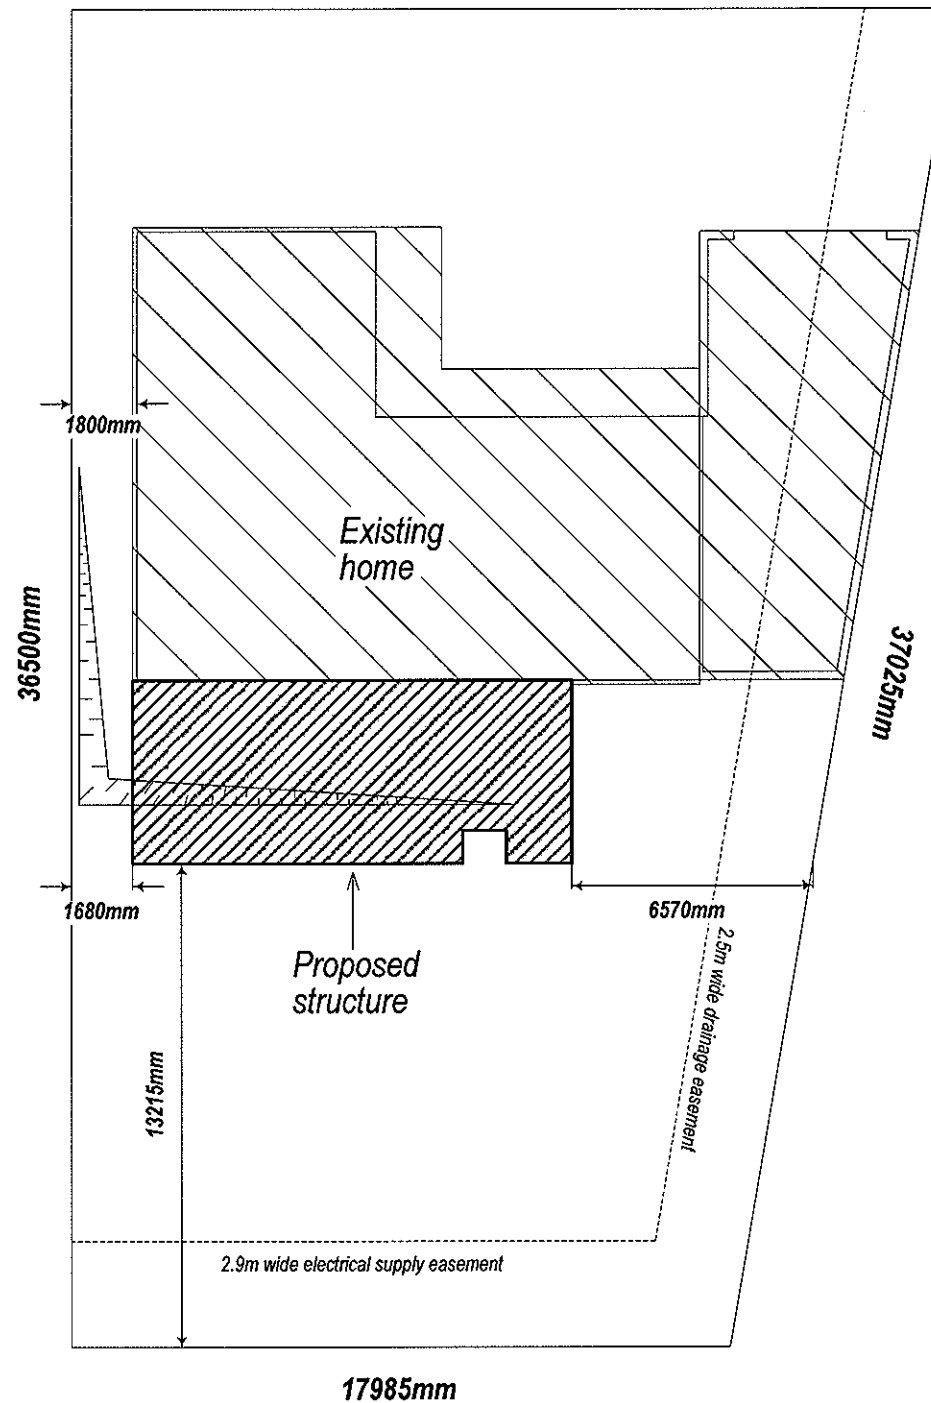 1800mm
Existing
home
36500mm
37025mm
1680mm
6570mm
Proposed
structure
2.5m wide drainage easement
13215mm
2.9m wide electrical supply easement
17985mm